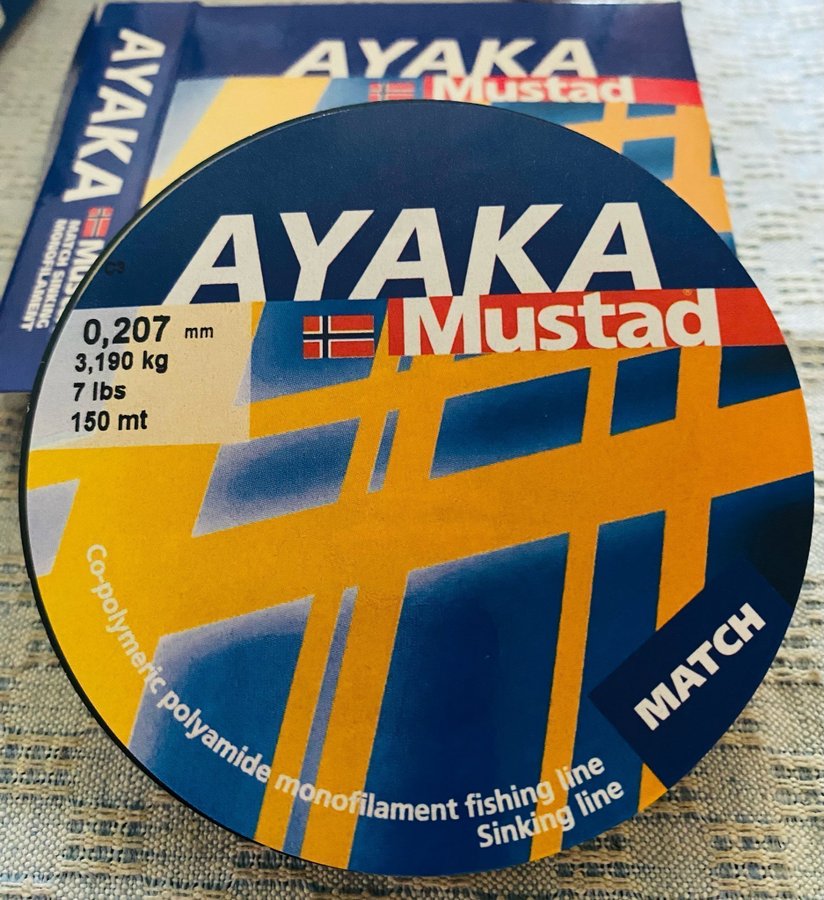 AYAKA
Mustad
AYAKA
MATCH SINKING
MONOFILAMENT
AYAKA
Mustad
0,207 mm
3,190 kg
7 lbs
150 mt
Co-polymeric polyamide monofilament fishing line
Sinking line
MATCH